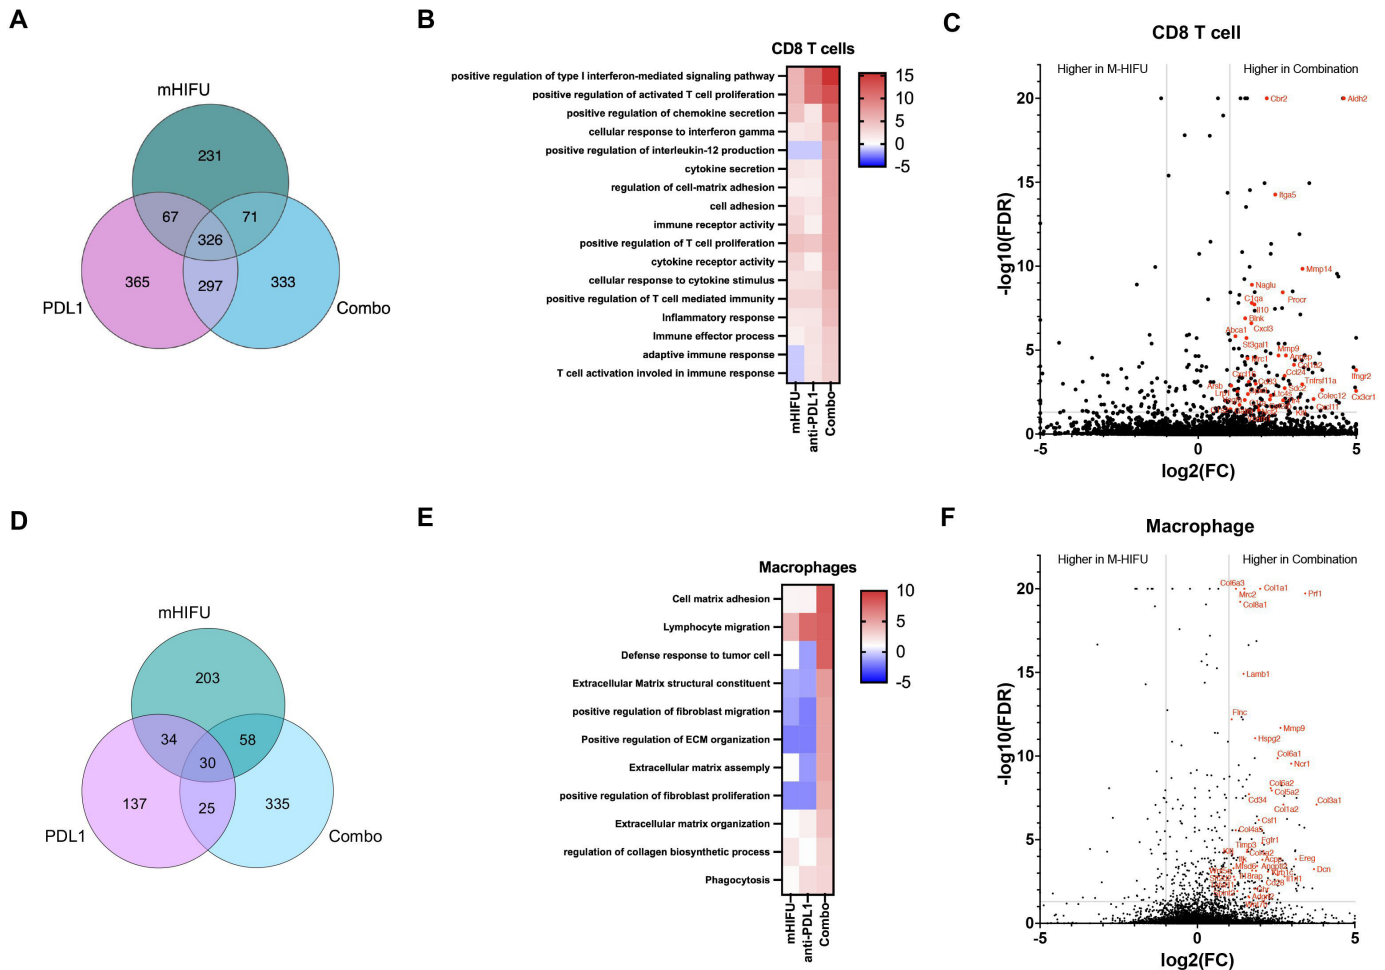 A
mHIFU
231
67
71
326
365
297
333
PDL1
Combo
B
CD8 T cells
positive regulation of type I interferon-mediated signaling pathway
positive regulation of activated T cell proliferation
positive regulation of chemokine secretion
cellular response to interferon gamma
positive regulation of interleukin-12 production
cytokine secretion
regulation of cell-matrix adhesion
cell adhesion
immune receptor activity
positive regulation of T cell proliferation
cytokine receptor activity
cellular response to cytokine stimulus
positive regulation of T cell mediated immunity
Inflammatory response
Immune effector process
adaptive immune response
T cell activation involed in immune response
mHIFU
anti-PDL1
Combo
15
10
5
0
-5
C
CD8 T cell
Higher in M-HIFU
Higher in Combination
20
15
10
5
0
-log10(FDR)
-5
0
5
log2(FC)
Cbr2
Aldh2
Itga5
Mmp14
Naglu
Procr
C1qa
Il10
Blnk
Cxcl3
Abca1
St3gal1
Mmp9
Mrc1
Ccl24
Ifngr2
Tnfrsf11a
Arsb
Sdc2
Colec12
Cx3cr1
Cxcl11
D
mHIFU
203
34
58
30
137
25
335
PDL1
Combo
E
Macrophages
Cell matrix adhesion
Lymphocyte migration
Defense response to tumor cell
Extracellular Matrix structural constituent
positive regulation of fibroblast migration
Positive regulation of ECM organization
Extracellular matrix assemply
positive regulation of fibroblast proliferation
Extracellular matrix organization
regulation of collagen biosynthetic process
Phagocytosis
mHIFU
anti-PDL1
Combo
10
5
0
-5
F
Macrophage
Higher in M-HIFU
Higher in Combination
20
15
10
5
0
-log10(FDR)
-5
0
5
log2(FC)
Col6a3
Col1a1
Mrc2
Prf1
Col8a1
Lamb1
Flnc
Mmp9
Hspg2
Col6a1
Ncr1
Col6a2
Col5a2
Cd34
Col3a1
Col1a2
Csf1
Col4a5
Fgfr1
Timp3
Ereg
Dcn
Il18rap